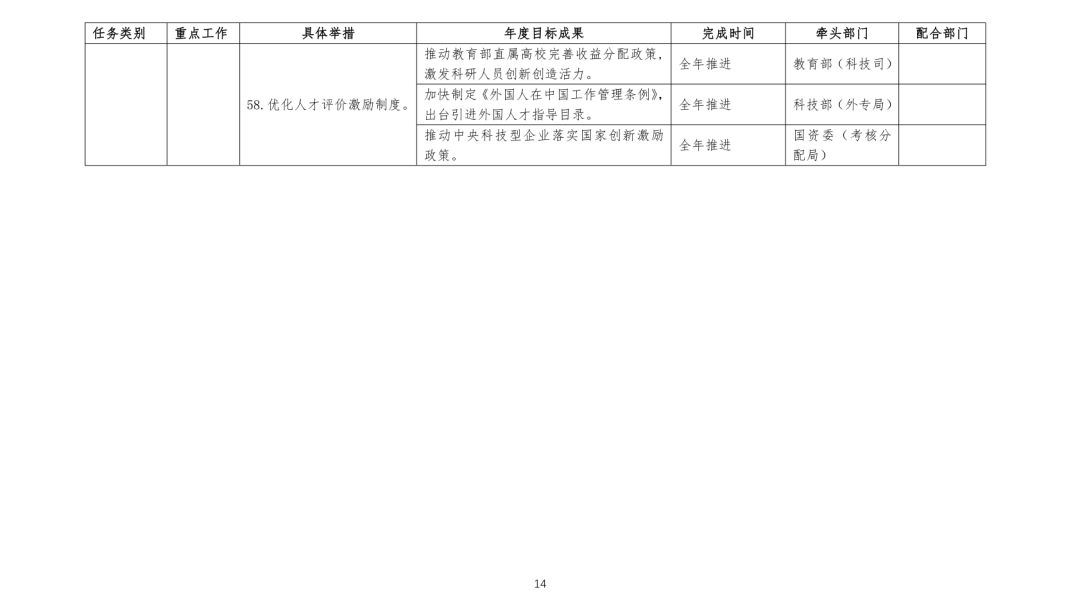 任务类别 重点工作 具体举措 年度目标成果 完成时间 牵头部门 配合部门
58.优化人才评价激励制度。
推动教育部直属高校完善收益分配政策，
激发科研人员创新创造活力。
全年推进
教育部（科技司）
加快制定《外国人在中国工作管理条例》，
出台引进外国人才指导目录。
全年推进
科技部（外专局）
推动中央科技型企业落实国家创新激励
政策。
全年推进
国资委（考核分
配局）
14